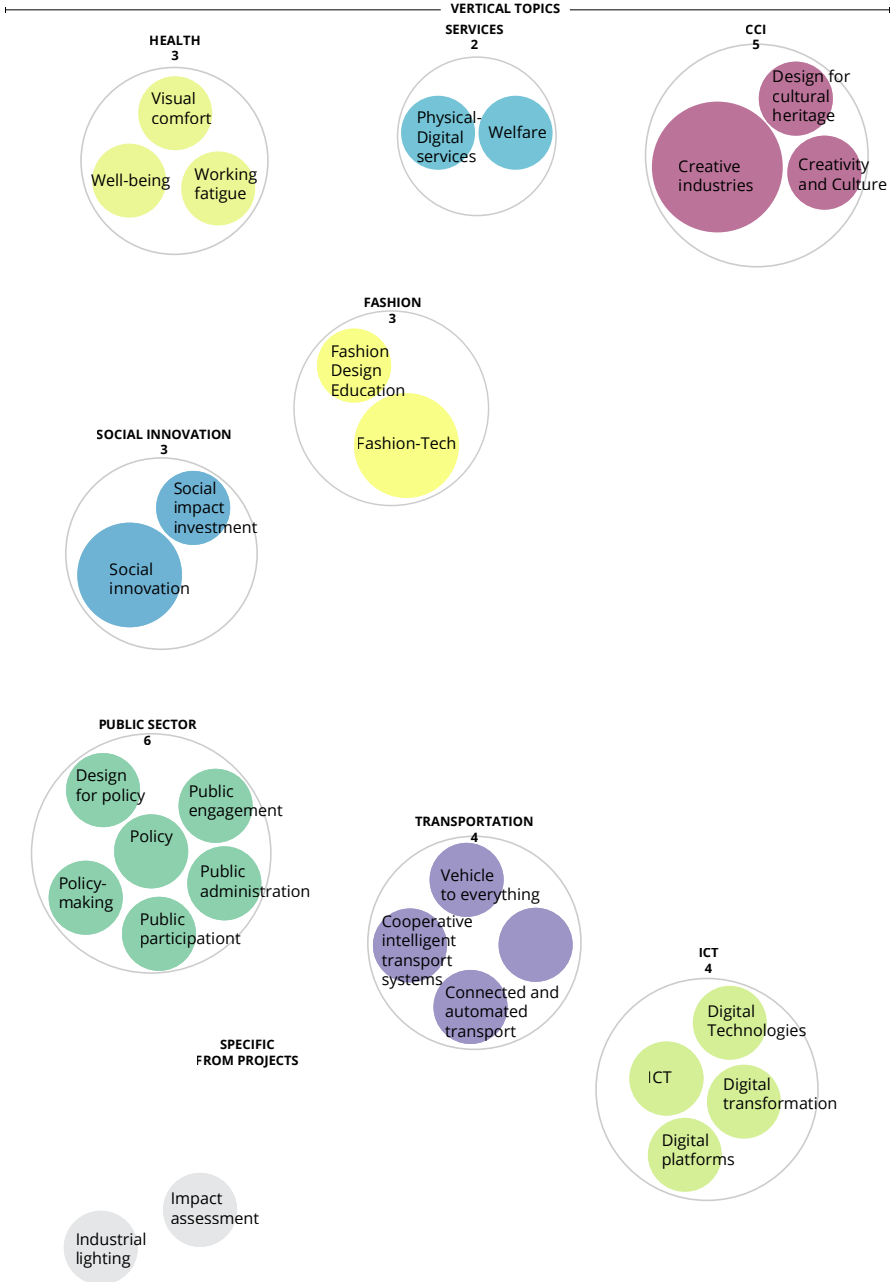 VERTICAL TOPICS
HEALTH
3
Visual
comfort
Well-being
Working
fatigue
SERVICES
2
Physical-
Digital
services
Welfare
CCI
5
Design for
cultural
heritage
Creative
industries
Creativity
and Culture
FASHION
3
Fashion
Design
Education
Fashion-Tech
SOCIAL INNOVATION
3
Social
impact
investment
Social
innovation
PUBLIC SECTOR
6
Design
for policy
Public
engagement
Policy
Public
administration
Policy-
making
Public
participationt
TRANSPORTATION
4
Vehicle
to everything
Cooperative
intelligent
transport
systems
Connected and
automated
transport
ICT
4
Digital
Technologies
ICT
Digital
transformation
Digital
platforms
SPECIFIC
FROM PROJECTS
Impact
assessment
Industrial
lighting